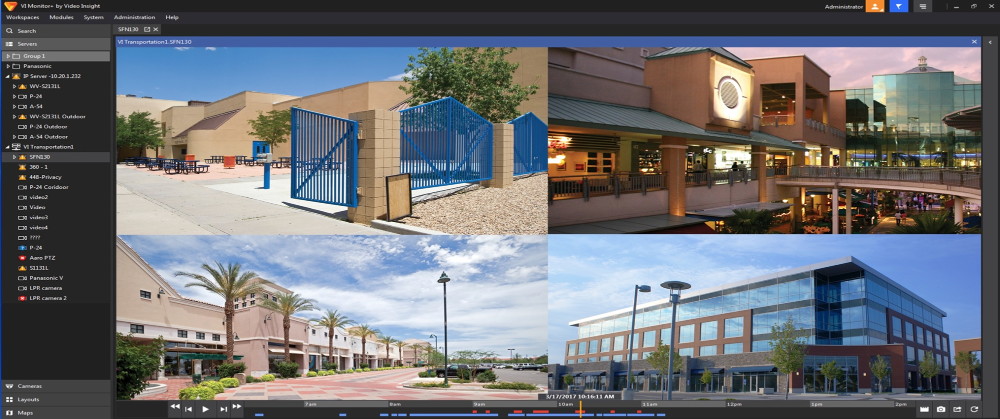 VI Monitor+ by Video Insight
Administrator
Workspaces Modules System Administration Help
Search
SFN130
Servers
VI Transportation1.SFN130
Group 1
Panasonic
IP Server -10.20.1.232
WV-S2131L
P-24
A-54
WV-S2131L Outdoor
P-24 Outdoor
A-54 Outdoor
VI Transportation1
SFN130
360 - 1
448-Privacy
P-24 Coridoor
video2
Video
video3
video4
????
P-24
Aaro PTZ
S1131L
Panasonic V
LPR camera
LPR camera 2
Cameras
Layouts
Maps
3/17/2017 10:16:11 AM
7am 8am 9am 10am 11am 12pm 1pm 2pm